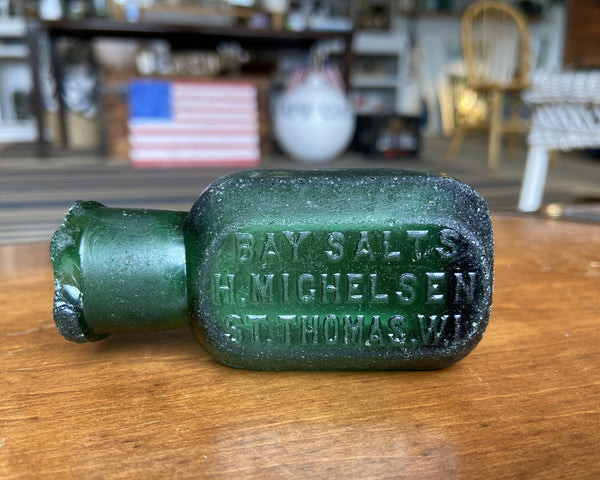 BAY SALTS
H. MICHELSEN
ST. THOMAS. W.I.